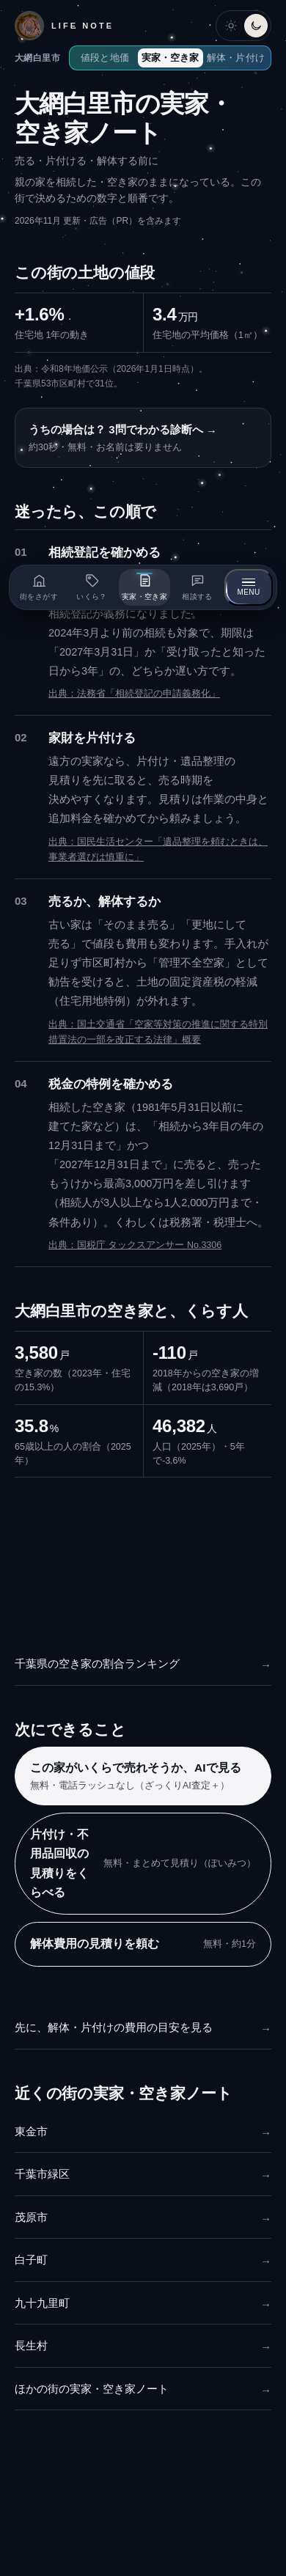 LIFE NOTE
大網白里市
値段と地価
実家・空き家
解体・片付け
大網白里市の実家・
空き家ノート
売る・片付ける・解体する前に
親の家を相続した・空き家のままになっている。この
街で決めるための数字と順番です。
2026年11月 更新・広告（PR）を含みます
この街の土地の値段
+1.6%
住宅地 1年の動き
3.4万円
住宅地の平均価格（1㎡）
出典：令和8年地価公示（2026年1月1日時点）。
千葉県53市区町村で31位。
うちの場合は？ 3問でわかる診断へ →
約30秒・無料・お名前は要りません
迷ったら、この順で
01
相続登記を確かめる
街をさがす
いくら？
実家・空き家
相談する
MENU
相続登記が義務になりました。
2024年3月より前の相続も対象で、期限は
「2027年3月31日」か「受け取ったと知った
日から3年」の、どちらか遅い方です。
出典：法務省「相続登記の申請義務化」
02
家財を片付ける
遠方の実家なら、片付け・遺品整理の
見積りを先に取ると、売る時期を
決めやすくなります。見積りは作業の中身と
追加料金を確かめてから頼みましょう。
出典：国民生活センター「遺品整理を頼むときは、
事業者選びは慎重に」
03
売るか、解体するか
古い家は「そのまま売る」「更地にして
売る」で値段も費用も変わります。手入れが
足りず市区町村から「管理不全空家」として
勧告を受けると、土地の固定資産税の軽減
（住宅用地特例）が外れます。
出典：国土交通省「空家等対策の推進に関する特別
措置法の一部を改正する法律」概要
04
税金の特例を確かめる
相続した空き家（1981年5月31日以前に
建てた家など）は、「相続から3年目の年の
12月31日まで」かつ
「2027年12月31日まで」に売ると、売った
もうけから最高3,000万円を差し引けます
（相続人が3人以上なら1人2,000万円まで・
条件あり）。くわしくは税務署・税理士へ。
出典：国税庁 タックスアンサー No.3306
大網白里市の空き家と、くらす人
3,580戸
空き家の数（2023年・住宅
の15.3%）
-110戸
2018年からの空き家の増
減（2018年は3,690戸）
35.8%
65歳以上の人の割合（2025
年）
46,382人
人口（2025年）・5年
で-3.6%
千葉県の空き家の割合ランキング →
次にできること
この家がいくらで売れそうか、AIで見る
無料・電話ラッシュなし（ざっくりAI査定＋）
片付け・不
用品回収の
見積りをく
らべる
無料・まとめて見積り（ぽいみつ）
解体費用の見積りを頼む
無料・約1分
先に、解体・片付けの費用の目安を見る →
近くの街の実家・空き家ノート
東金市 →
千葉市緑区 →
茂原市 →
白子町 →
九十九里町 →
長生村 →
ほかの街の実家・空き家ノート →